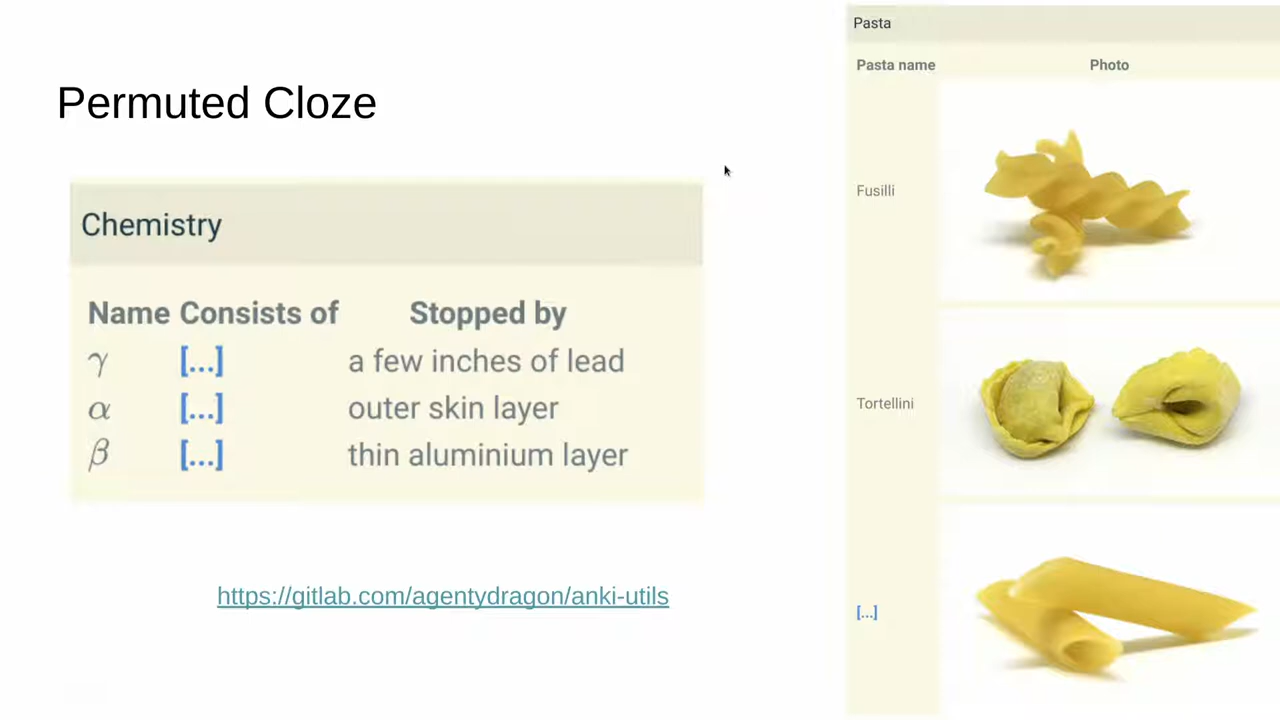 Permuted Cloze
Chemistry
Name Consists of Stopped by
γ [...] a few inches of lead
α [...] outer skin layer
β [...] thin aluminium layer
https://gitlab.com/agentydragon/anki-utils
Pasta
Pasta name Photo
Fusilli
Tortellini
[...]